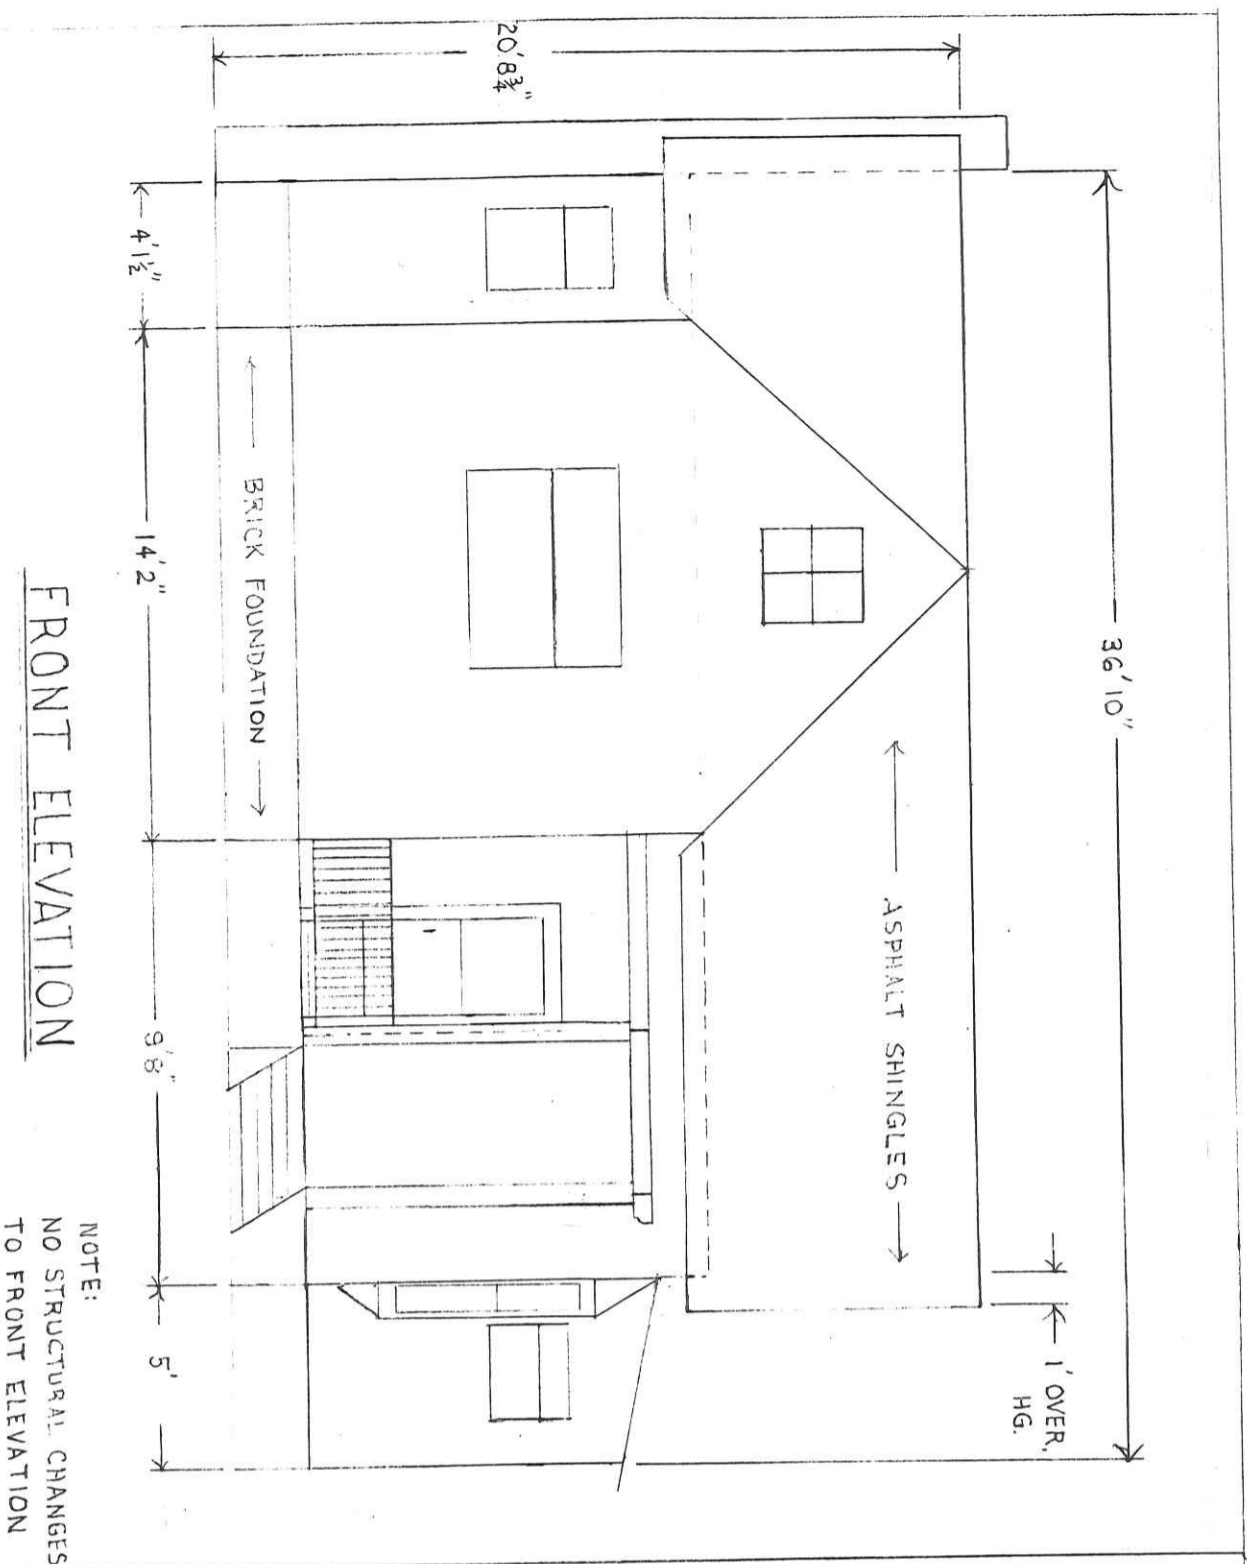 36'10"
1' OVER.
HG.
20'8¾"
ASPHALT SHINGLES
BRICK FOUNDATION
4'1½"
14'2"
9'8"
5'
FRONT ELEVATION
NOTE:
NO STRUCTURAL CHANGES
TO FRONT ELEVATION